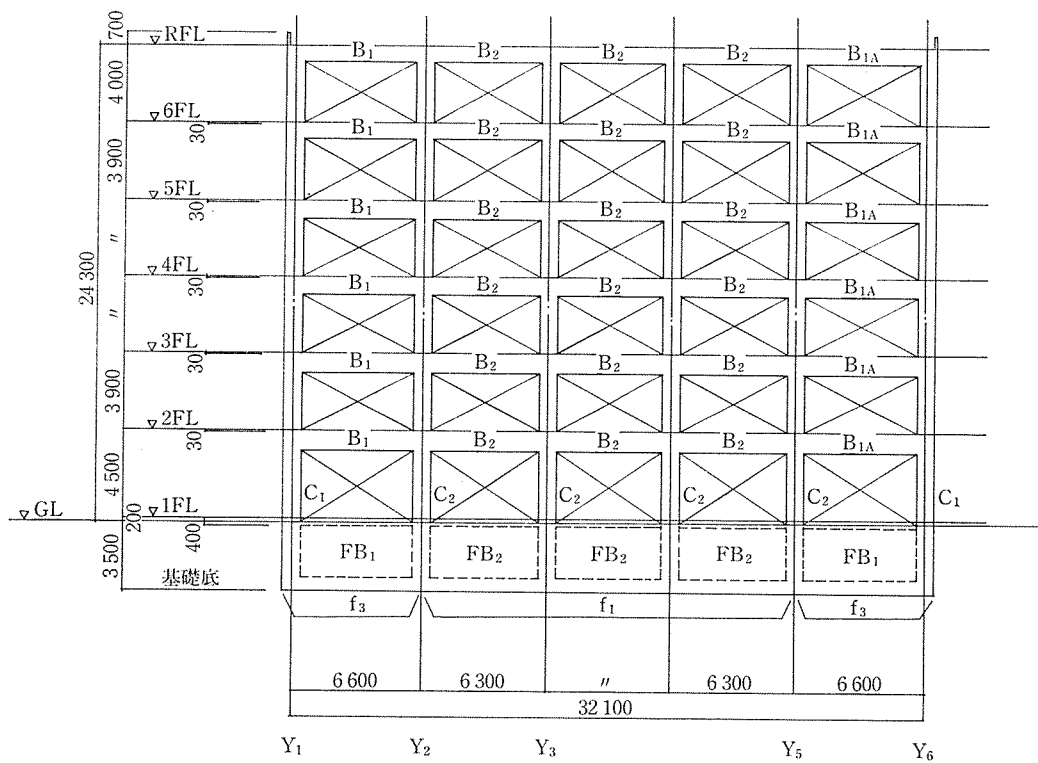 700
RFL
B₁ B₂ B₂ B₂ B₁A
4 000
6FL
30
B₁ B₂ B₂ B₂ B₁A
3 900
5FL
30
B₁ B₂ B₂ B₂ B₁A
〃
4FL
30
24 300
B₁ B₂ B₂ B₂ B₁A
〃
3FL
30
B₁ B₂ B₂ B₂ B₁A
3 900
2FL
30
B₁ B₂ B₂ B₂ B₁A
4 500
C₁ C₂ C₂ C₂ C₂ C₁
GL
1FL
200
400
FB₁ FB₂ FB₂ FB₂ FB₁
3 500
基礎底
f₃ f₁ f₃
6 600 6 300 〃 6 300 6 600
32 100
Y₁ Y₂ Y₃ Y₅ Y₆